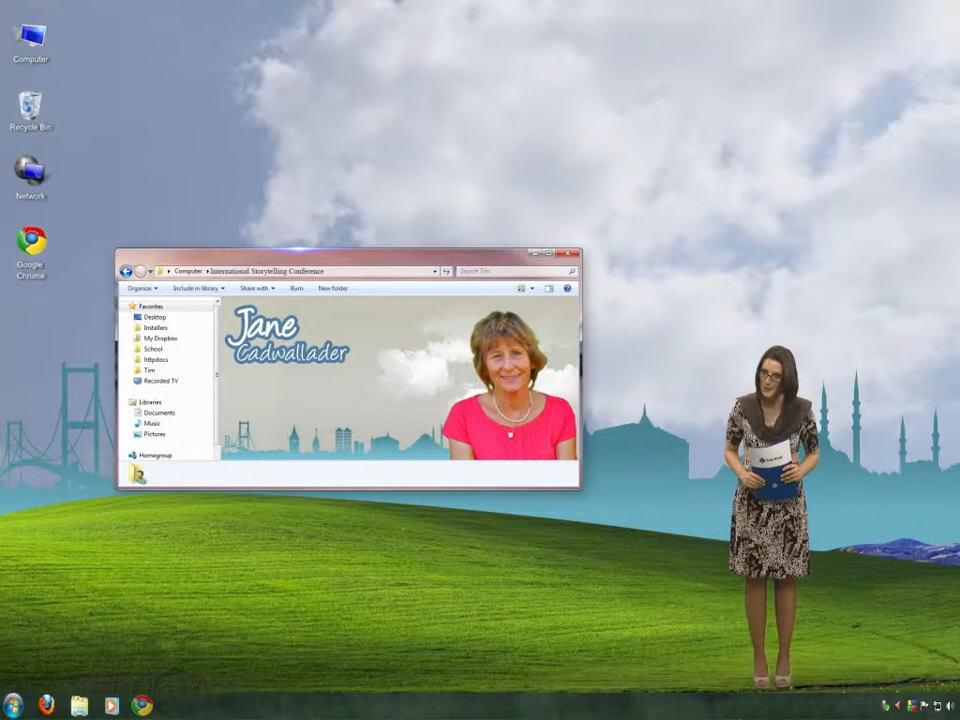 Computer
Recycle Bin
Network
Google
Chrome
Computer
International Storytelling Conference
Search Tim
Organize
Include in library
Share with
Burn
New folder
Favorites
Desktop
Installers
My Dropbox
School
httpdocs
Tim
Recorded TV
Libraries
Documents
Music
Pictures
Homegroup
Jane
Cadwallader